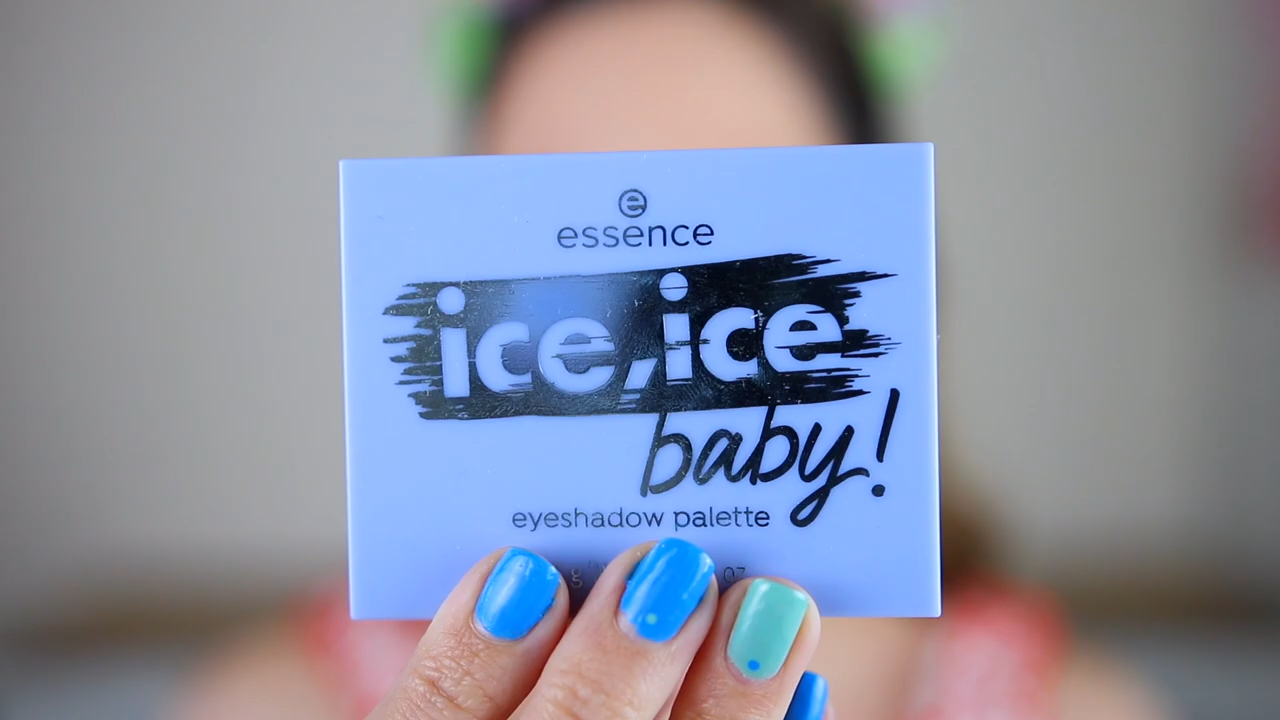 e
essence
ice, ice
baby!
eyeshadow palette